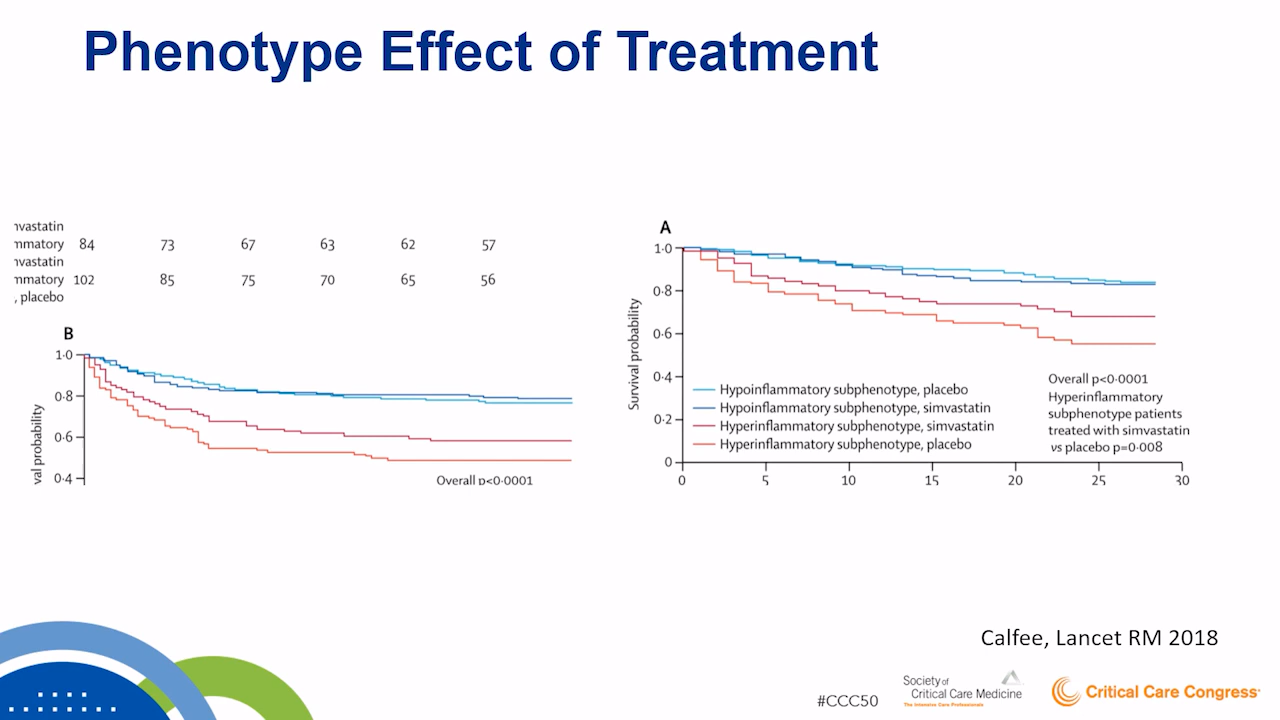 Phenotype Effect of Treatment
nvastatin
mmatory 84 73 67 63 62 57
nvastatin
mmatory 102 85 75 70 65 56
, placebo
B
1·0
0·8
0·6
0·4
val probability
Overall p<0·0001
A
1·0
0·8
0·6
0·4
0·2
0
Survival probability
Hypoinflammatory subphenotype, placebo
Hypoinflammatory subphenotype, simvastatin
Hyperinflammatory subphenotype, simvastatin
Hyperinflammatory subphenotype, placebo
Overall p<0·0001
Hyperinflammatory
subphenotype patients
treated with simvastatin
vs placebo p=0·008
0 5 10 15 20 25 30
Calfee, Lancet RM 2018
#CCC50
Society of
Critical Care Medicine
The Intensive Care Professionals
Critical Care Congress